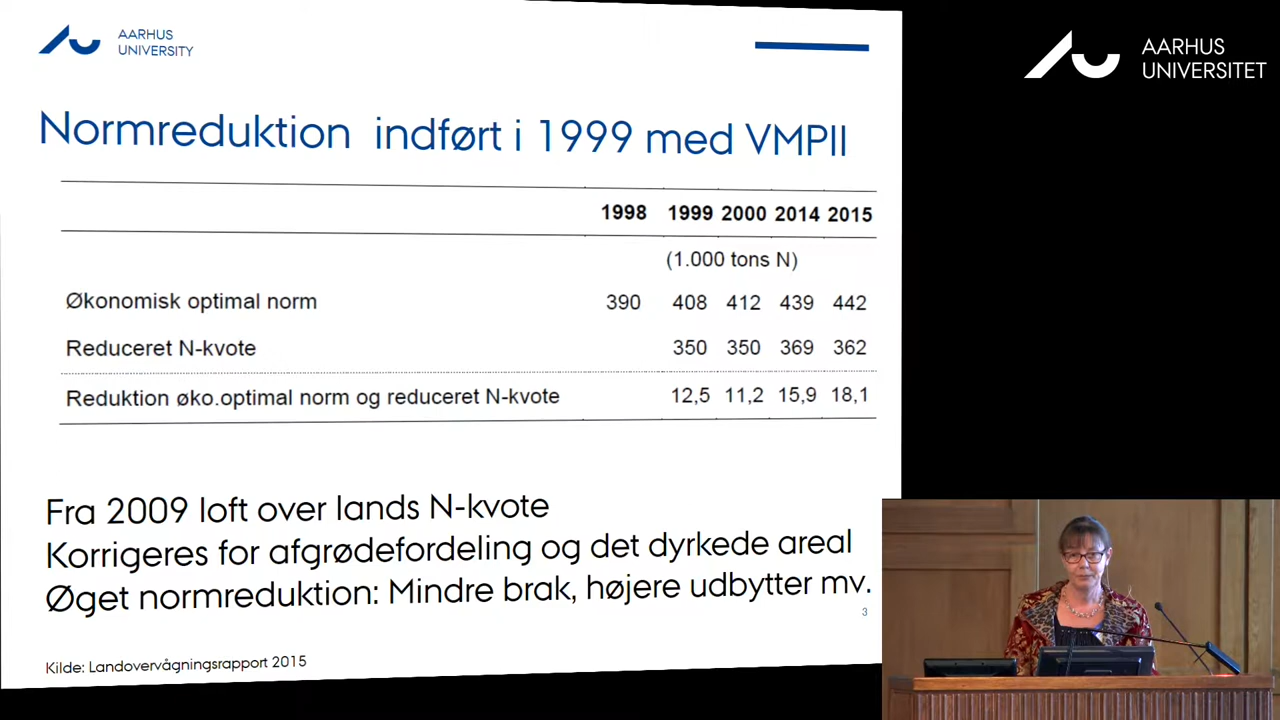 AARHUS
UNIVERSITY
AARHUS
UNIVERSITET
Normreduktion indført i 1999 med VMPII
1998 1999 2000 2014 2015
(1.000 tons N)
Økonomisk optimal norm 390 408 412 439 442
Reduceret N-kvote 350 350 369 362
Reduktion øko.optimal norm og reduceret N-kvote 12,5 11,2 15,9 18,1
Fra 2009 loft over lands N-kvote
Korrigeres for afgrødefordeling og det dyrkede areal
Øget normreduktion: Mindre brak, højere udbytter mv.
3
Kilde: Landovervågningsrapport 2015